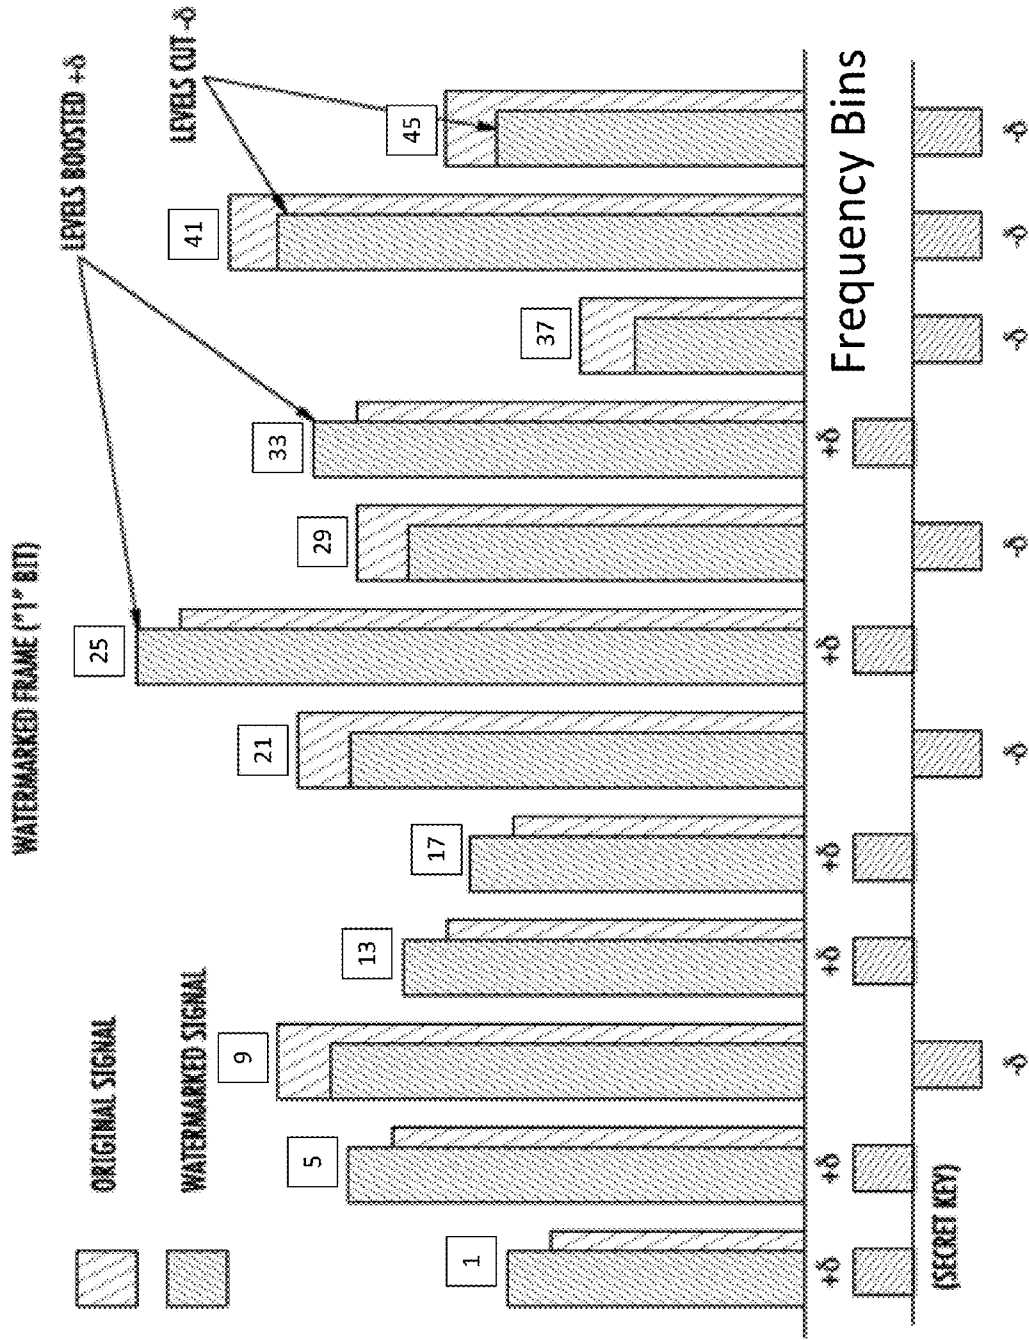 WATERMARKED FRAME ("1" BIT)
ORIGINAL SIGNAL
WATERMARKED SIGNAL
LEVELS BOOSTED +δ
LEVELS CUT -δ
1
5
9
13
17
21
25
29
33
37
41
45
Frequency Bins
+δ
+δ
-δ
+δ
+δ
-δ
+δ
-δ
+δ
-δ
-δ
-δ
(SECRET KEY)